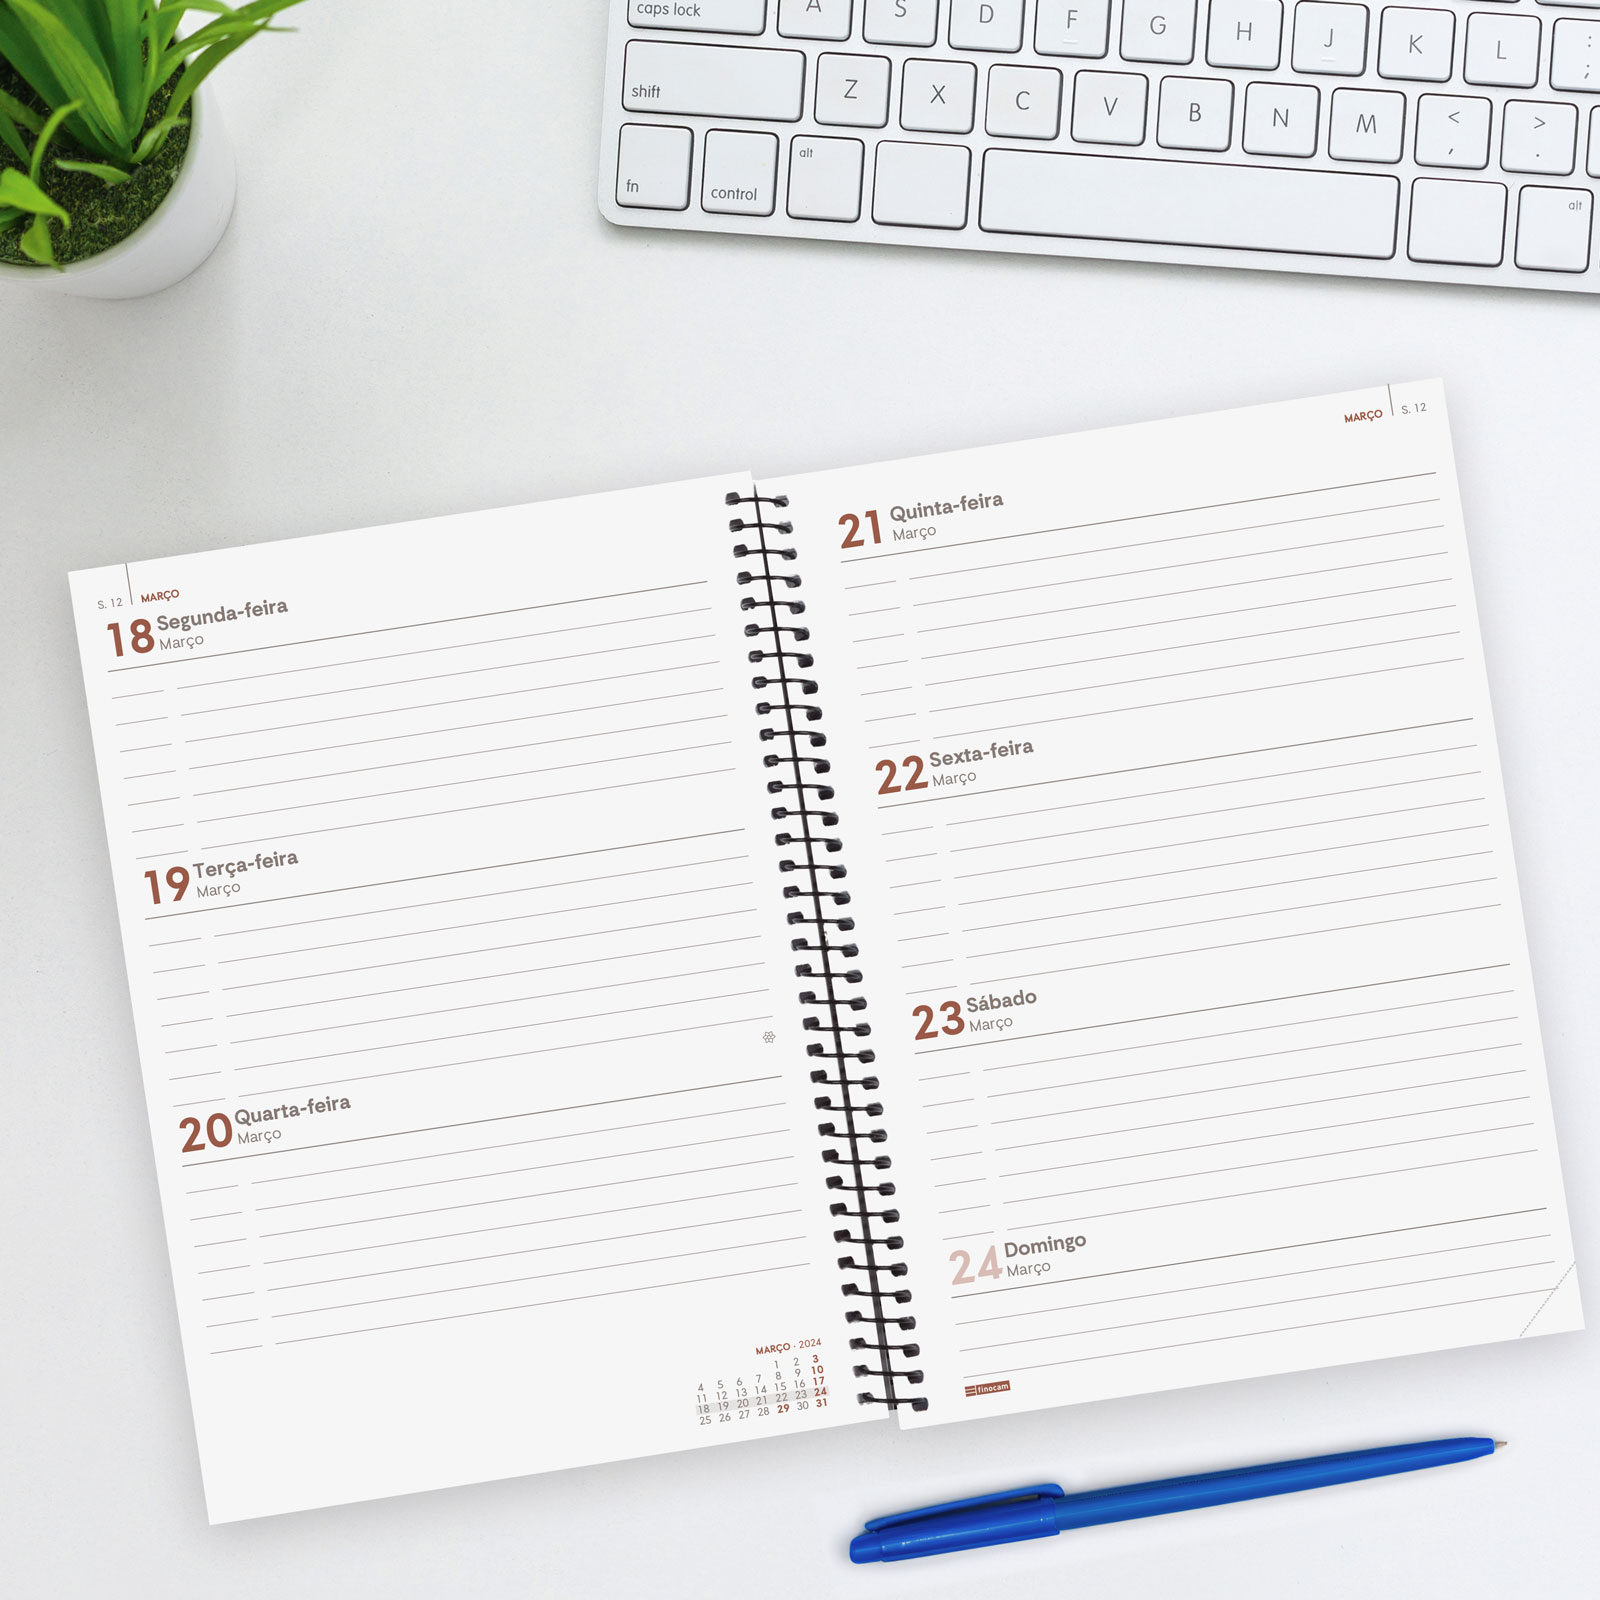 caps lock
A S D F G H J K L : ;
shift
Z X C V B N M < , > .
fn
control
alt
alt
S. 12 MARÇO
18 Segunda-feira
Março
19 Terça-feira
Março
20 Quarta-feira
Março
MARÇO - 2024
1 2 3
4 5 6 7 8 9 10
11 12 13 14 15 16 17
18 19 20 21 22 23 24
25 26 27 28 29 30 31
MARÇO S. 12
21 Quinta-feira
Março
22 Sexta-feira
Março
23 Sábado
Março
24 Domingo
Março
finocam